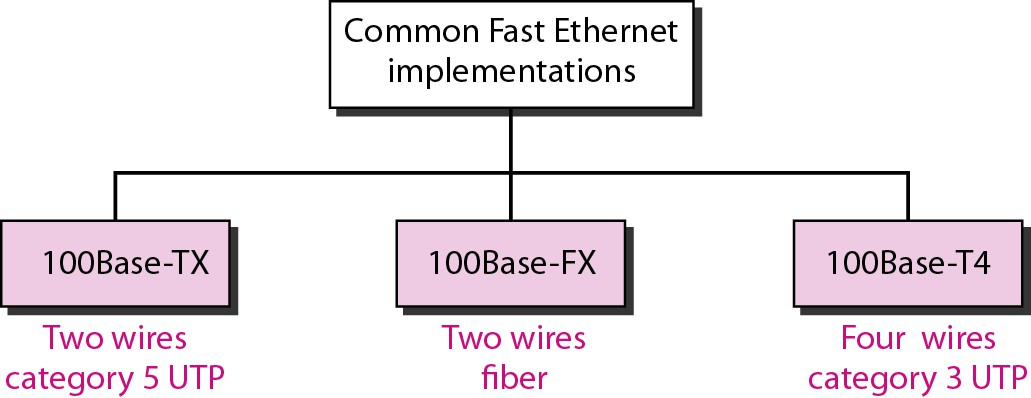 Common Fast Ethernet
implementations
100Base-TX
Two wires
category 5 UTP
100Base-FX
Two wires
fiber
100Base-T4
Four wires
category 3 UTP